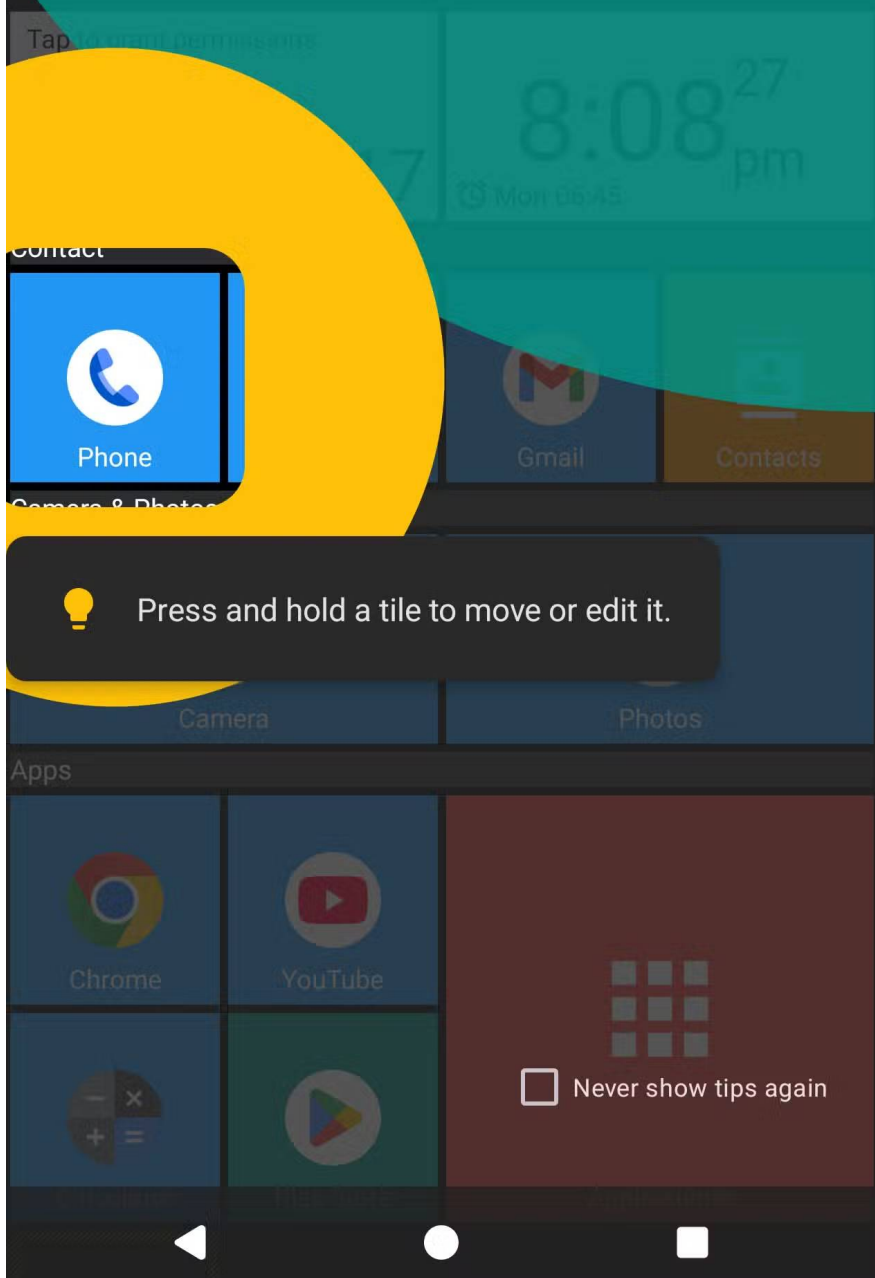 Tap to grant permissions
8:08 27 pm
Mon 06:45
Contact
Phone
Gmail
Contacts
Camera & Photos
Press and hold a tile to move or edit it.
Camera
Photos
Apps
Chrome
YouTube
Never show tips again